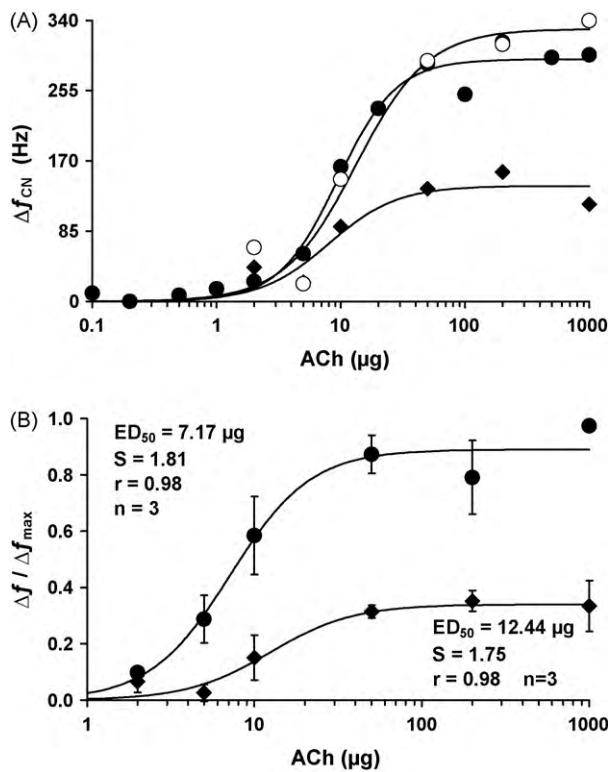 (A)
340
255
170
85
0
Δf_CN (Hz)
0.1 1 10 100 1000
ACh (µg)
(B)
1.0
0.8
0.6
0.4
0.2
0.0
Δf / Δf_max
ED₅₀ = 7.17 µg
S = 1.81
r = 0.98
n = 3
ED₅₀ = 12.44 µg
S = 1.75
r = 0.98 n=3
1 10 100 1000
ACh (µg)